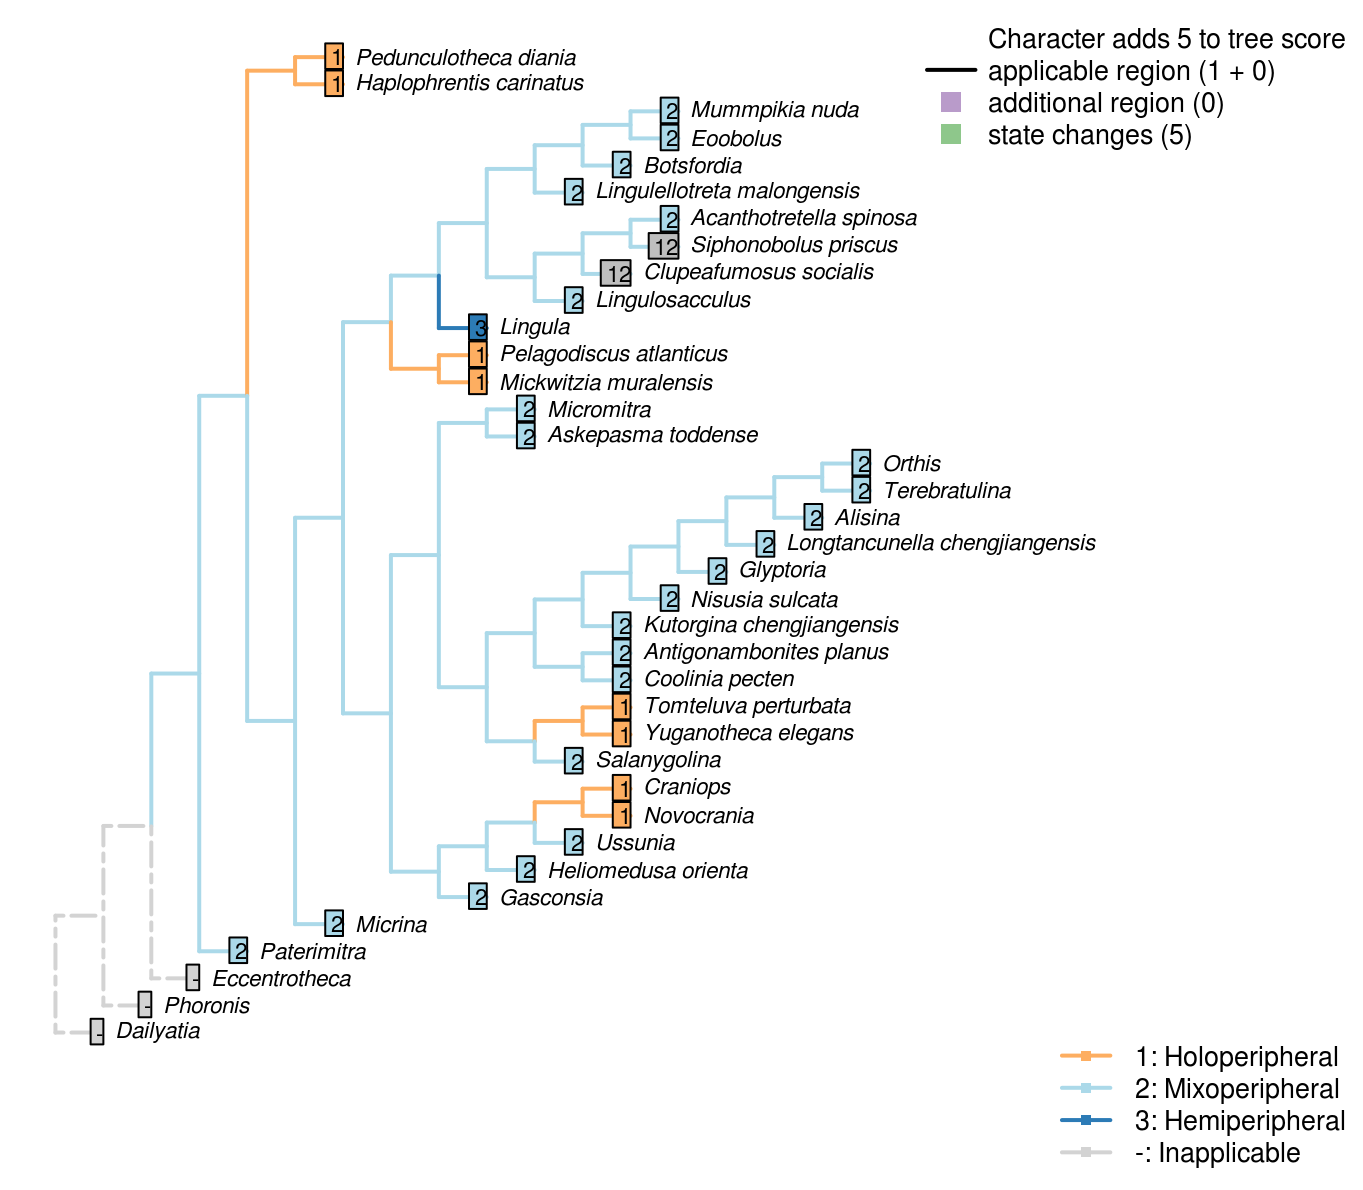 Character adds 5 to tree score
applicable region (1 + 0)
additional region (0)
state changes (5)
1 Pedunculotheca diania
1 Haplophrentis carinatus
2 Mummpikia nuda
2 Eoobolus
2 Botsfordia
2 Lingulellotreta malongensis
2 Acanthotretella spinosa
12 Siphonobolus priscus
12 Clupeafumosus socialis
2 Lingulosacculus
3 Lingula
1 Pelagodiscus atlanticus
1 Mickwitzia muralensis
2 Micromitra
2 Askepasma toddense
2 Orthis
2 Terebratulina
2 Alisina
2 Longtancunella chengjiangensis
2 Glyptoria
2 Nisusia sulcata
2 Kutorgina chengjiangensis
2 Antigonambonites planus
2 Coolinia pecten
1 Tomteluva perturbata
1 Yuganotheca elegans
2 Salanygolina
1 Craniops
1 Novocrania
2 Ussunia
2 Heliomedusa orienta
2 Gasconsia
2 Micrina
2 Paterimitra
- Eccentrotheca
- Phoronis
- Dailyatia
1: Holoperipheral
2: Mixoperipheral
3: Hemiperipheral
-: Inapplicable